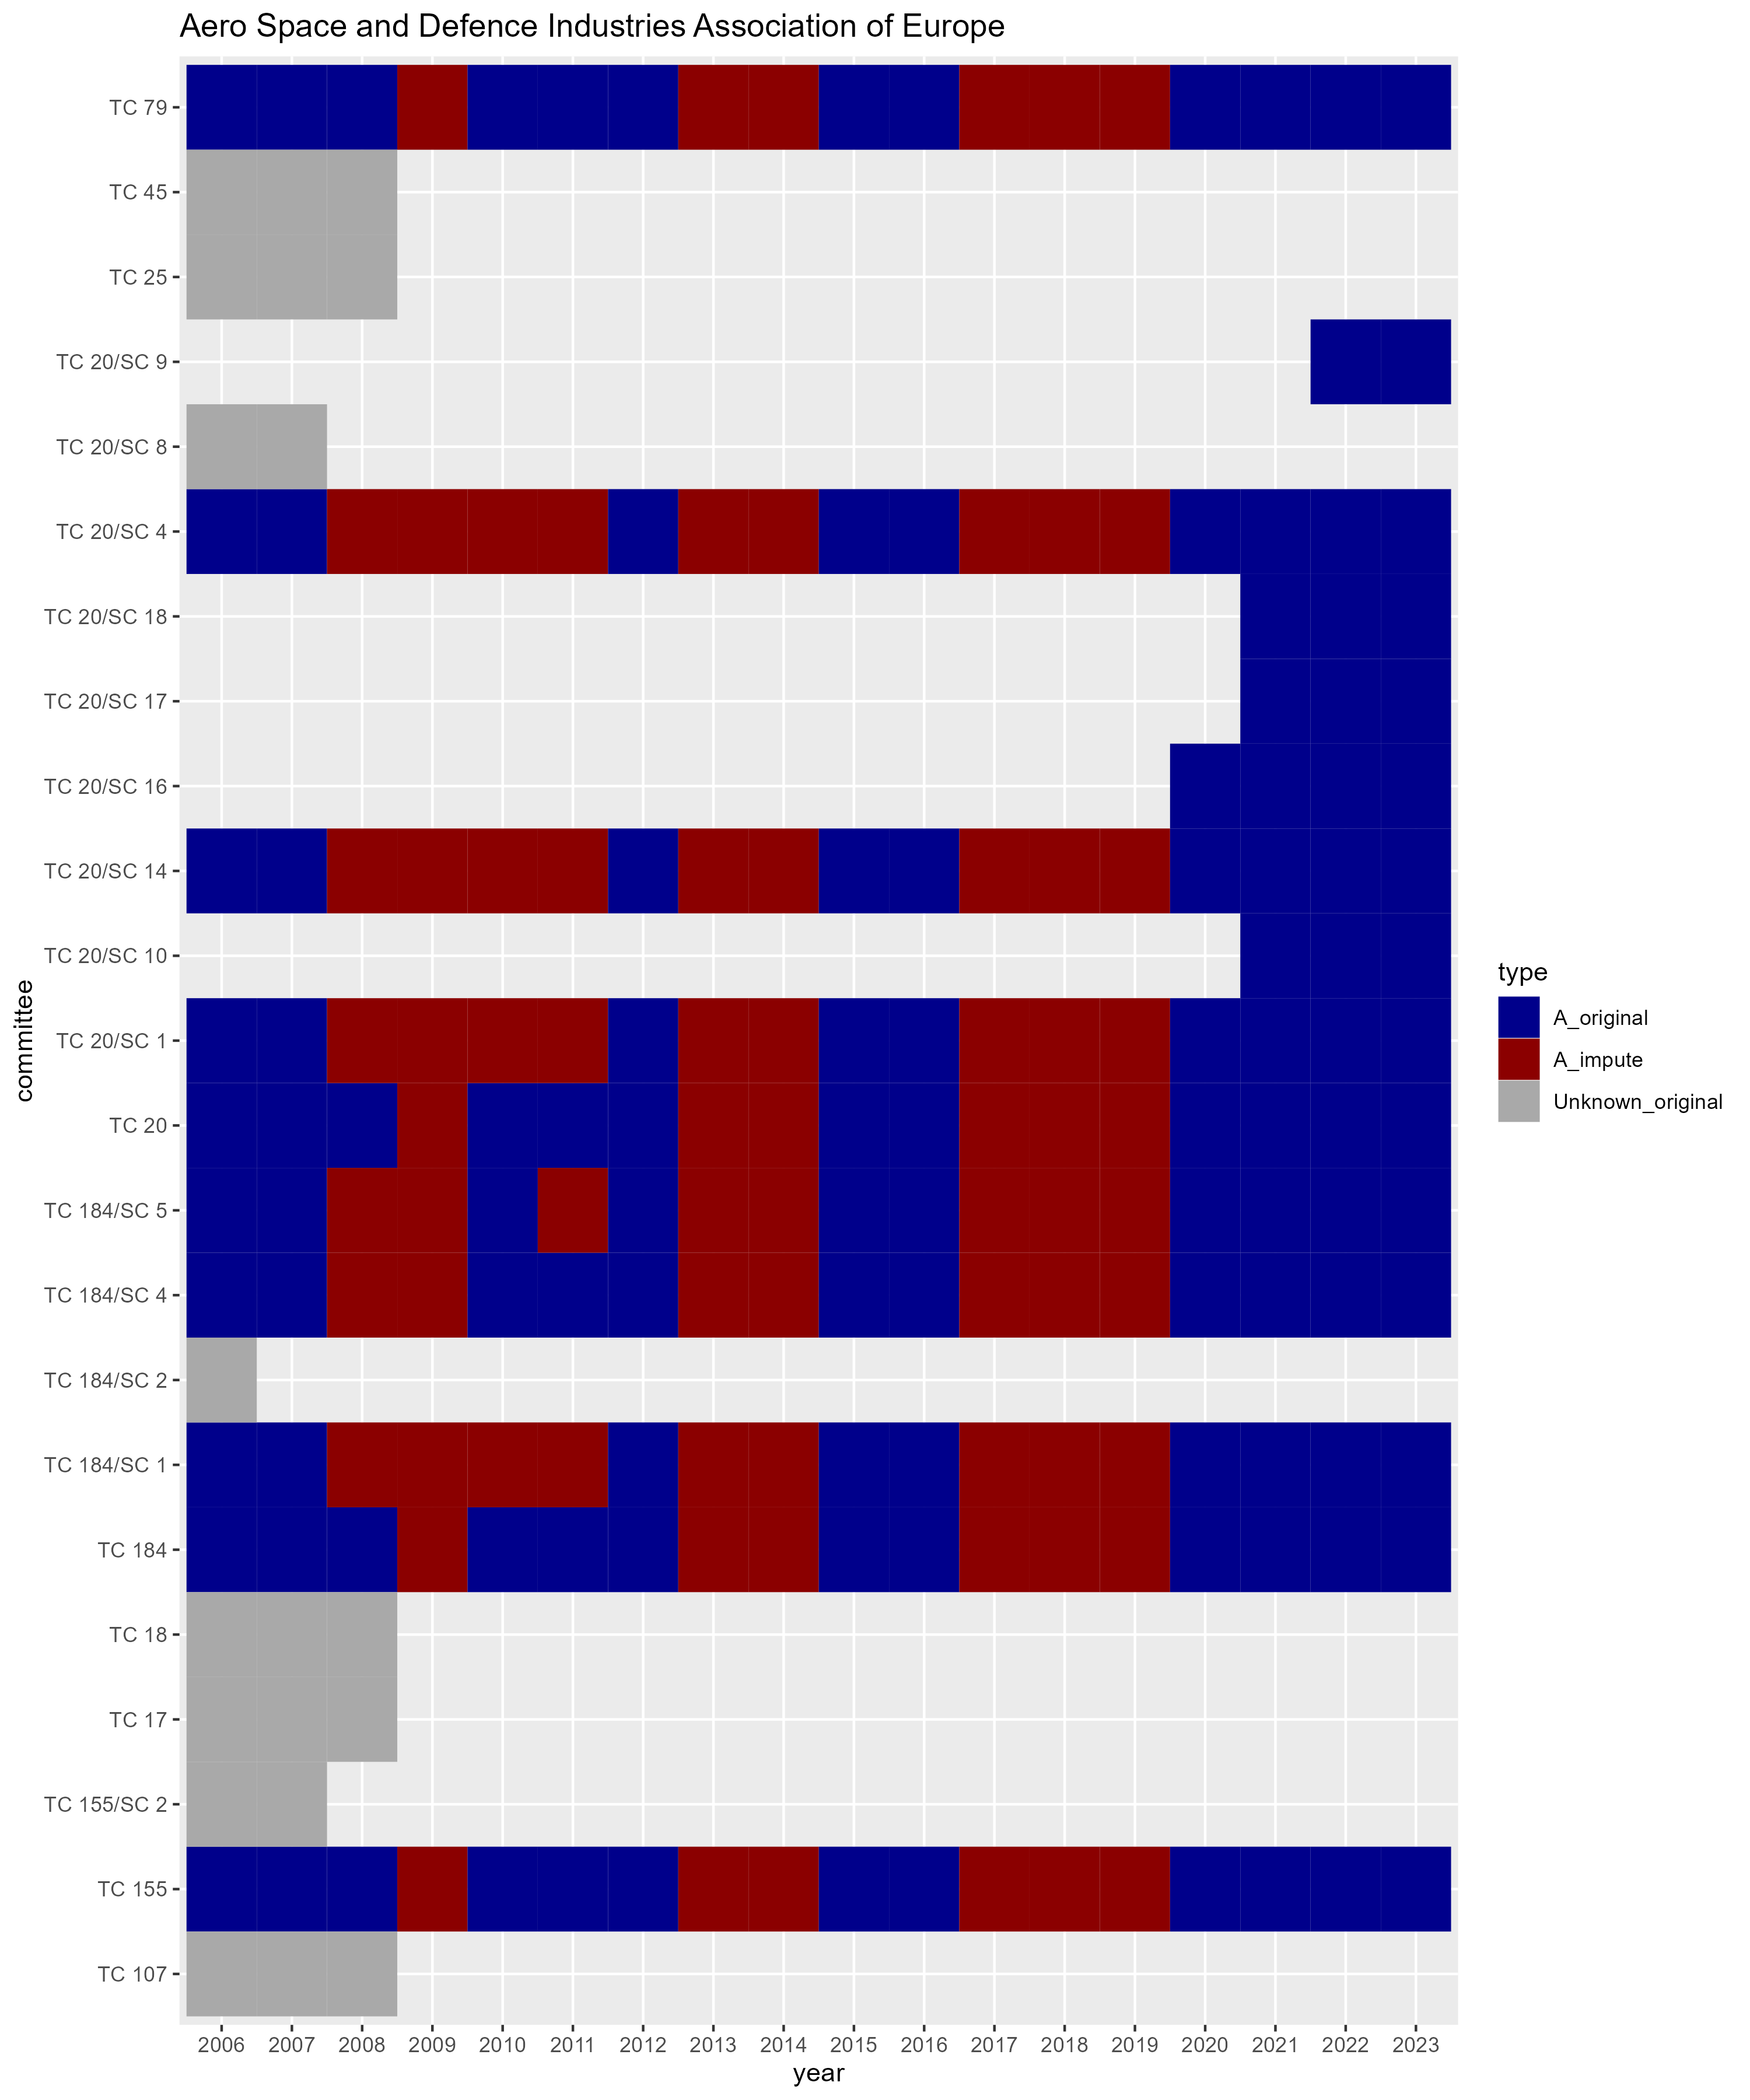 Aero Space and Defence Industries Association of Europe
TC 79
TC 45
TC 25
TC 20/SC 9
TC 20/SC 8
TC 20/SC 4
TC 20/SC 18
TC 20/SC 17
TC 20/SC 16
TC 20/SC 14
TC 20/SC 10
TC 20/SC 1
TC 20
TC 184/SC 5
TC 184/SC 4
TC 184/SC 2
TC 184/SC 1
TC 184
TC 18
TC 17
TC 155/SC 2
TC 155
TC 107
committee
2006 2007 2008 2009 2010 2011 2012 2013 2014 2015 2016 2017 2018 2019 2020 2021 2022 2023
year
type
A_original
A_impute
Unknown_original